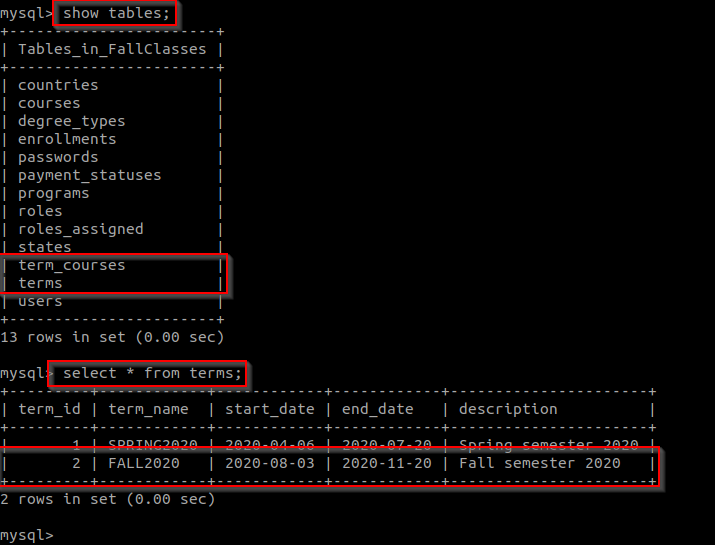 mysql> show tables;
+-----------------------+
| Tables_in_FallClasses |
+-----------------------+
| countries             |
| courses               |
| degree_types          |
| enrollments           |
| passwords             |
| payment_statuses      |
| programs              |
| roles                 |
| roles_assigned        |
| states                |
| term_courses          |
| terms                 |
| users                 |
+-----------------------+
13 rows in set (0.00 sec)
mysql> select * from terms;
+---------+------------+------------+------------+----------------------+
| term_id | term_name  | start_date | end_date   | description          |
+---------+------------+------------+------------+----------------------+
|       1 | SPRING2020 | 2020-04-06 | 2020-07-20 | Spring semester 2020 |
|       2 | FALL2020   | 2020-08-03 | 2020-11-20 | Fall semester 2020   |
+---------+------------+------------+------------+----------------------+
2 rows in set (0.00 sec)
mysql>